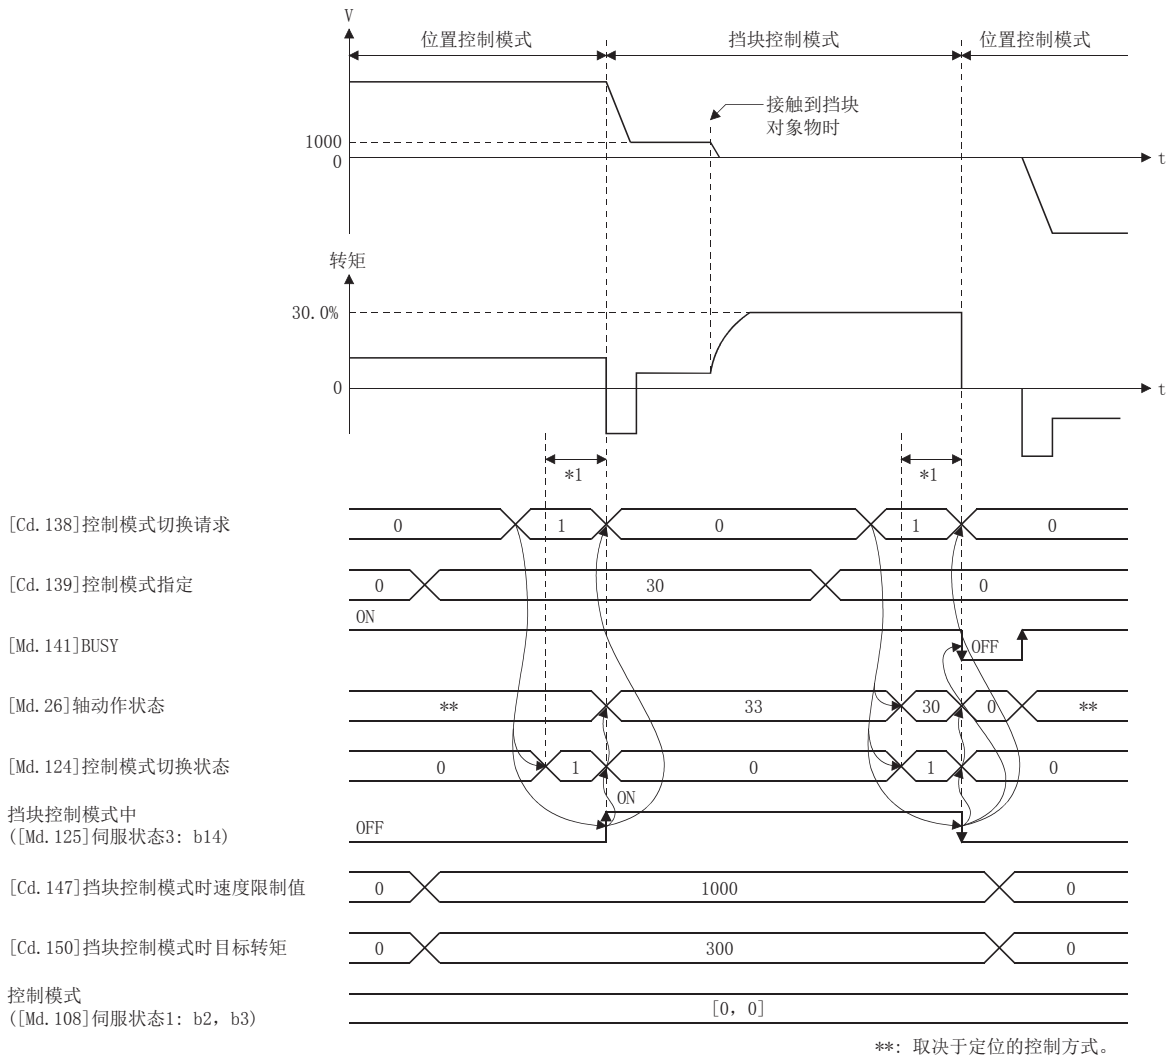 V
位置控制模式 挡块控制模式 位置控制模式
接触到挡块
对象物时
1000
0
t
转矩
30.0%
0
t
*1 *1
[Cd.138]控制模式切换请求 0 1 0 1 0
[Cd.139]控制模式指定 0 30 0
ON
[Md.141]BUSY OFF
[Md.26]轴动作状态 ** 33 30 0 **
[Md.124]控制模式切换状态 0 1 0 1 0
ON
挡块控制模式中
([Md.125]伺服状态3: b14) OFF
[Cd.147]挡块控制模式时速度限制值 0 1000 0
[Cd.150]挡块控制模式时目标转矩 0 300 0
控制模式
([Md.108]伺服状态1: b2, b3) [0, 0]
**: 取决于定位的控制方式。